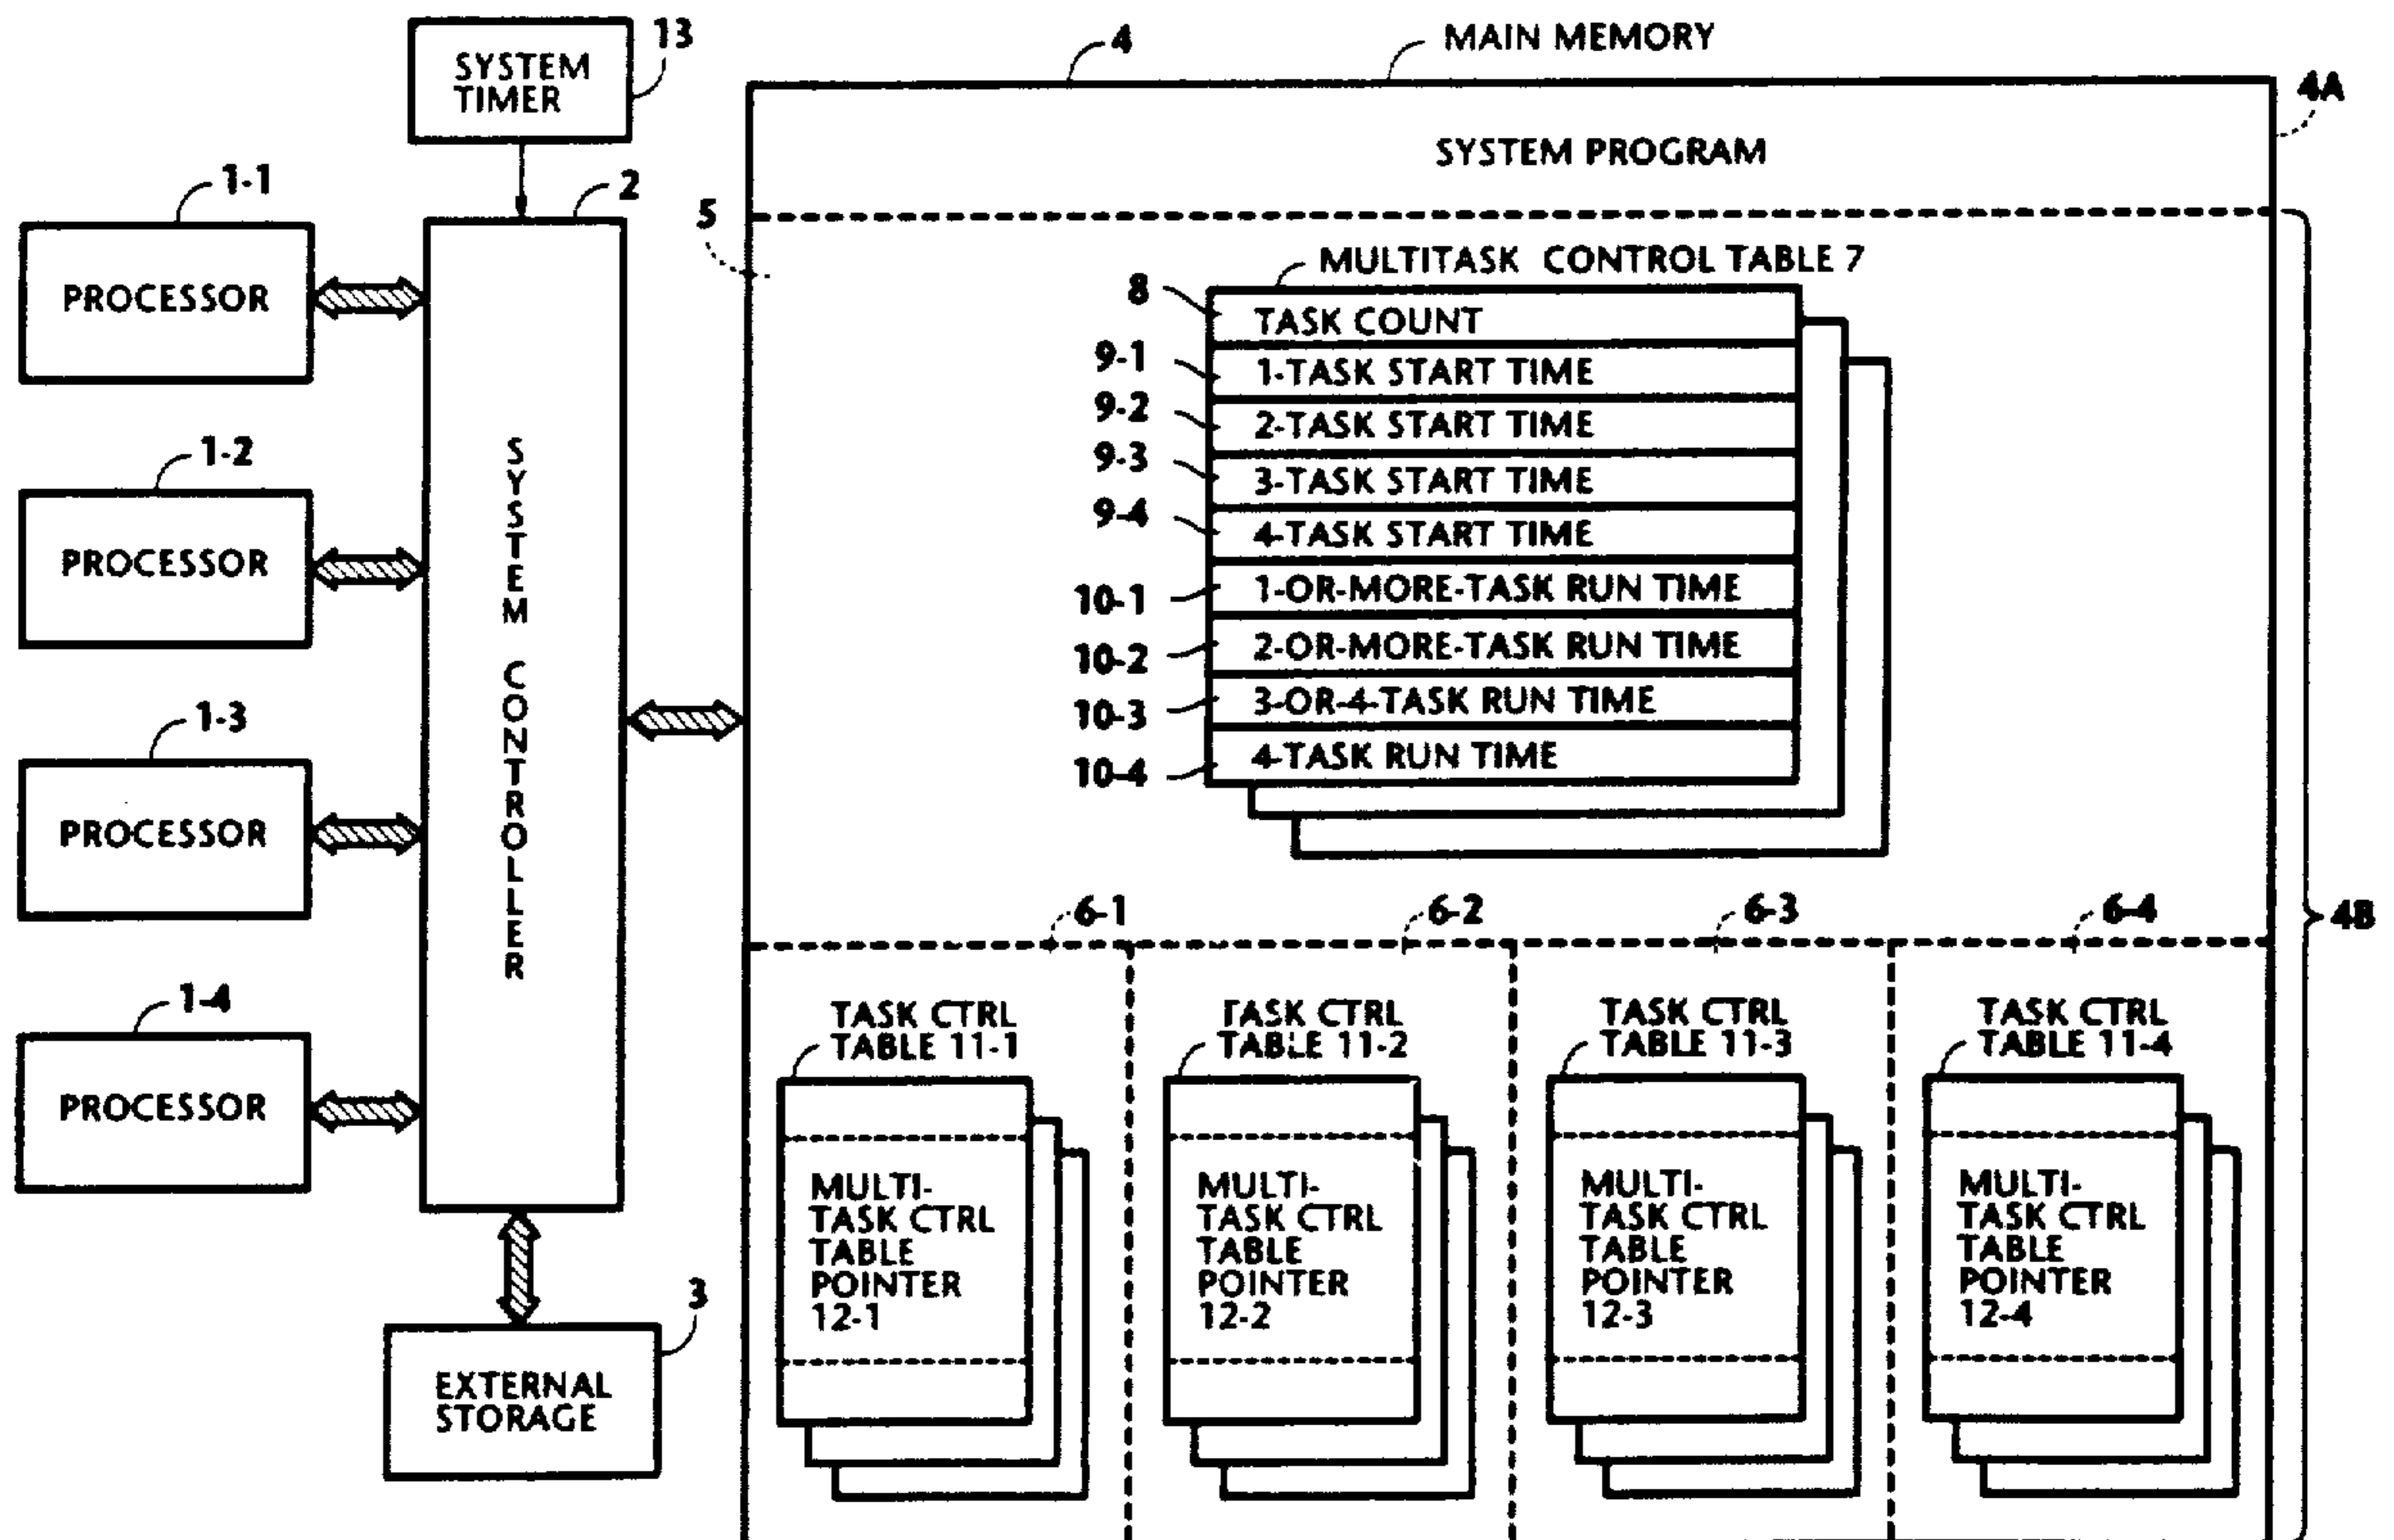 13
SYSTEM
TIMER
4
MAIN MEMORY
4A
SYSTEM PROGRAM
1-1
2
5
PROCESSOR
MULTITASK CONTROL TABLE 7
8
TASK COUNT
9-1
1-TASK START TIME
9-2
2-TASK START TIME
9-3
3-TASK START TIME
9-4
4-TASK START TIME
10-1
1-OR-MORE-TASK RUN TIME
10-2
2-OR-MORE-TASK RUN TIME
10-3
3-OR-4-TASK RUN TIME
10-4
4-TASK RUN TIME
1-2
PROCESSOR
SYSTEM CONTROLLER
1-3
PROCESSOR
1-4
PROCESSOR
3
EXTERNAL
STORAGE
4B
6-1
6-2
6-3
6-4
TASK CTRL
TABLE 11-1
MULTI-
TASK CTRL
TABLE
POINTER
12-1
TASK CTRL
TABLE 11-2
MULTI-
TASK CTRL
TABLE
POINTER
12-2
TASK CTRL
TABLE 11-3
MULTI-
TASK CTRL
TABLE
POINTER
12-3
TASK CTRL
TABLE 11-4
MULTI-
TASK CTRL
TABLE
POINTER
12-4